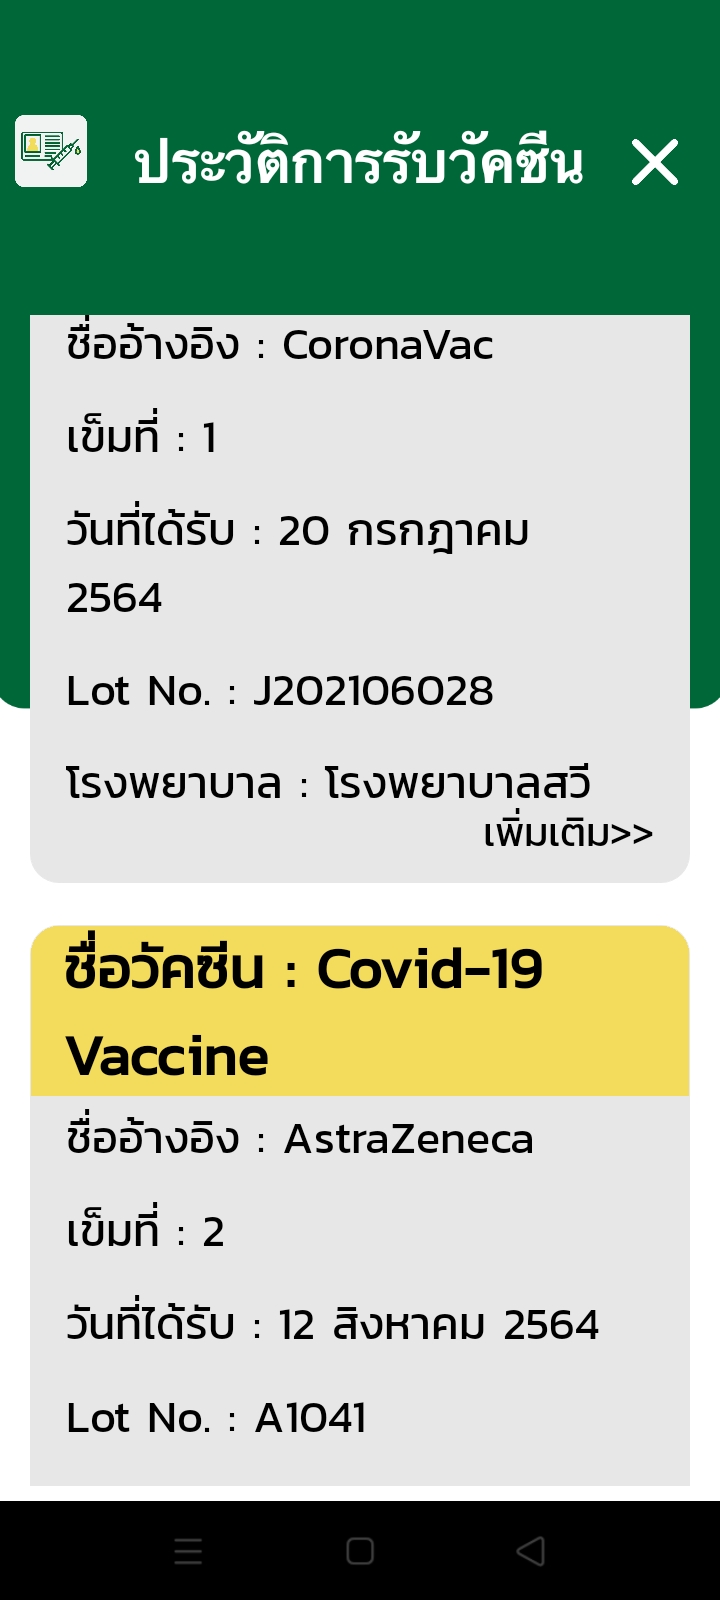 ประวัติการรับวัคซีน
ชื่ออ้างอิง : CoronaVac
เข็มที่ : 1
วันที่ได้รับ : 20 กรกฎาคม
2564
Lot No. : J202106028
โรงพยาบาล : โรงพยาบาลสวี
เพิ่มเติม>>
ชื่อวัคซีน : Covid-19
Vaccine
ชื่ออ้างอิง : AstraZeneca
เข็มที่ : 2
วันที่ได้รับ : 12 สิงหาคม 2564
Lot No. : A1041